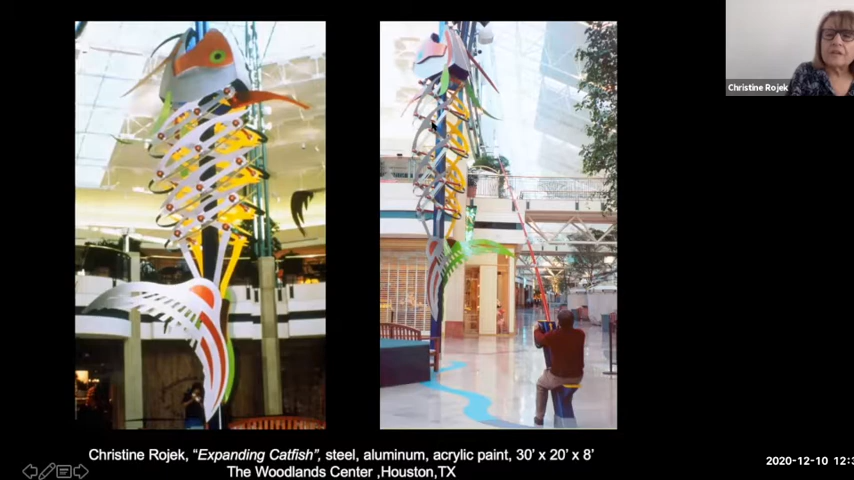 Christine Rojek
Christine Rojek, "Expanding Catfish", steel, aluminum, acrylic paint, 30' x 20' x 8'
The Woodlands Center ,Houston,TX
2020-12-10 12:3